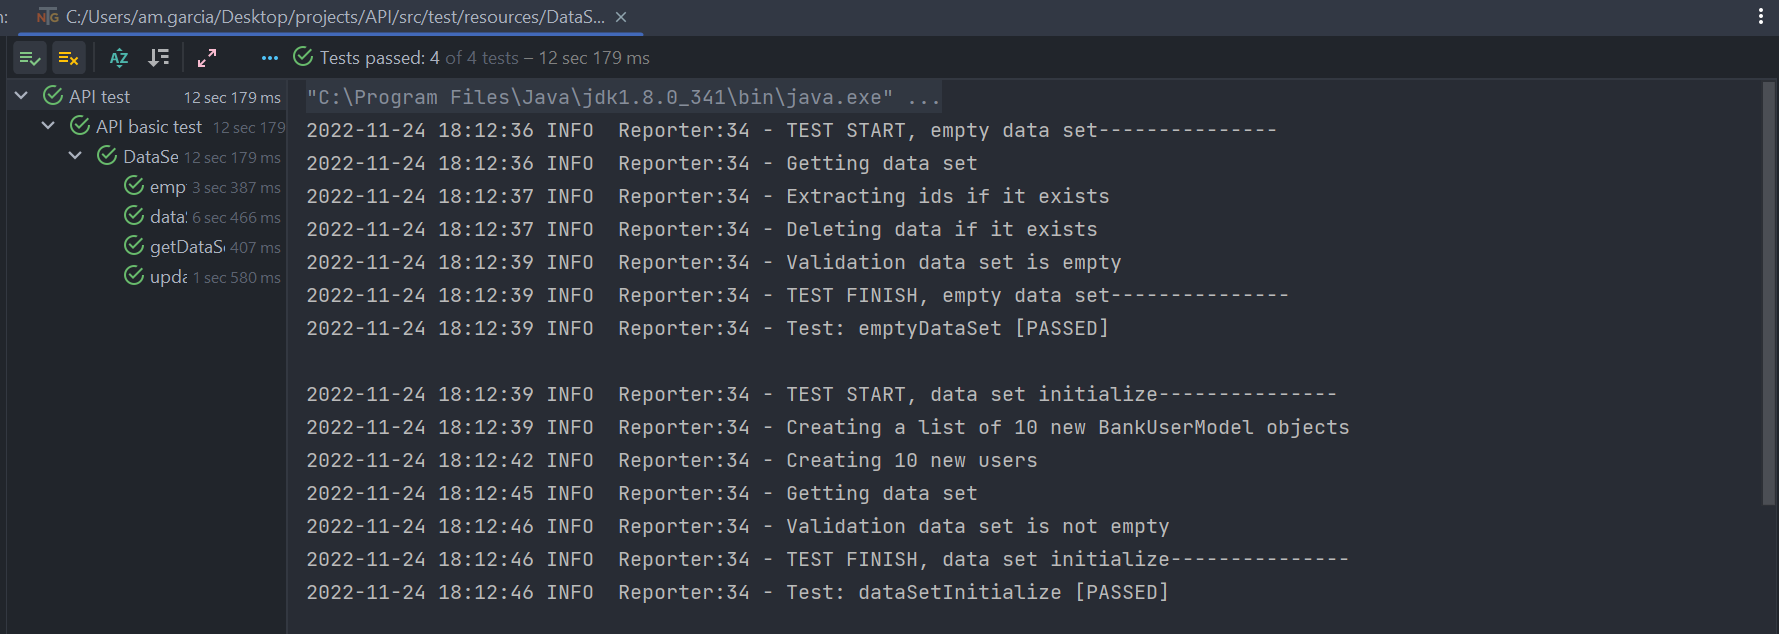 C:/Users/am.garcia/Desktop/projects/API/src/test/resources/DataS...
Tests passed: 4 of 4 tests – 12 sec 179 ms
API test 12 sec 179 ms
API basic test 12 sec 179
DataSe 12 sec 179 ms
emp 3 sec 387 ms
data 6 sec 466 ms
getDataS 407 ms
upda 1 sec 580 ms
"C:\Program Files\Java\jdk1.8.0_341\bin\java.exe" ...
2022-11-24 18:12:36 INFO  Reporter:34 - TEST START, empty data set---------------
2022-11-24 18:12:36 INFO  Reporter:34 - Getting data set
2022-11-24 18:12:37 INFO  Reporter:34 - Extracting ids if it exists
2022-11-24 18:12:37 INFO  Reporter:34 - Deleting data if it exists
2022-11-24 18:12:39 INFO  Reporter:34 - Validation data set is empty
2022-11-24 18:12:39 INFO  Reporter:34 - TEST FINISH, empty data set---------------
2022-11-24 18:12:39 INFO  Reporter:34 - Test: emptyDataSet [PASSED]
2022-11-24 18:12:39 INFO  Reporter:34 - TEST START, data set initialize---------------
2022-11-24 18:12:39 INFO  Reporter:34 - Creating a list of 10 new BankUserModel objects
2022-11-24 18:12:42 INFO  Reporter:34 - Creating 10 new users
2022-11-24 18:12:45 INFO  Reporter:34 - Getting data set
2022-11-24 18:12:46 INFO  Reporter:34 - Validation data set is not empty
2022-11-24 18:12:46 INFO  Reporter:34 - TEST FINISH, data set initialize---------------
2022-11-24 18:12:46 INFO  Reporter:34 - Test: dataSetInitialize [PASSED]